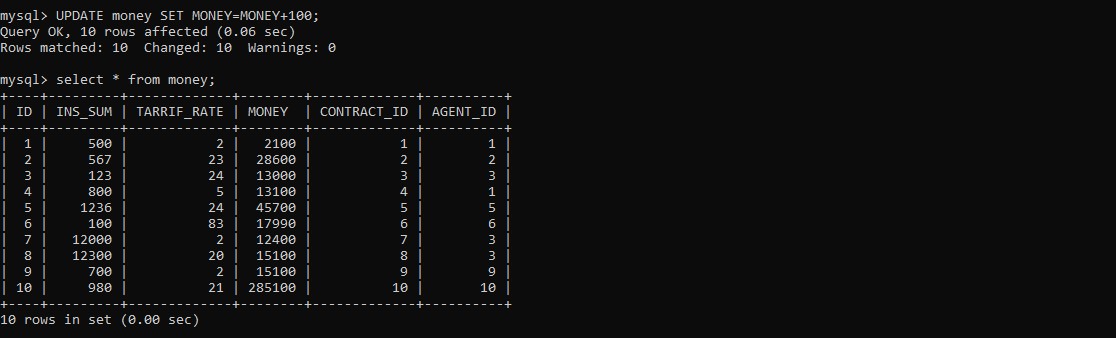 mysql> UPDATE money SET MONEY=MONEY+100;
Query OK, 10 rows affected (0.06 sec)
Rows matched: 10  Changed: 10  Warnings: 0

mysql> select * from money;
+----+---------+-------------+--------+-------------+----------+
| ID | INS_SUM | TARRIF_RATE | MONEY  | CONTRACT_ID | AGENT_ID |
+----+---------+-------------+--------+-------------+----------+
|  1 |     500 |           2 |   2100 |           1 |        1 |
|  2 |     567 |          23 |  28600 |           2 |        2 |
|  3 |     123 |          24 |  13000 |           3 |        3 |
|  4 |     800 |           5 |  13100 |           4 |        1 |
|  5 |    1236 |          24 |  45700 |           5 |        5 |
|  6 |     100 |          83 |  17990 |           6 |        6 |
|  7 |   12000 |           2 |  12400 |           7 |        3 |
|  8 |   12300 |          20 |  15100 |           8 |        3 |
|  9 |     700 |           2 |  15100 |           9 |        9 |
| 10 |     980 |          21 | 285100 |          10 |       10 |
+----+---------+-------------+--------+-------------+----------+
10 rows in set (0.00 sec)